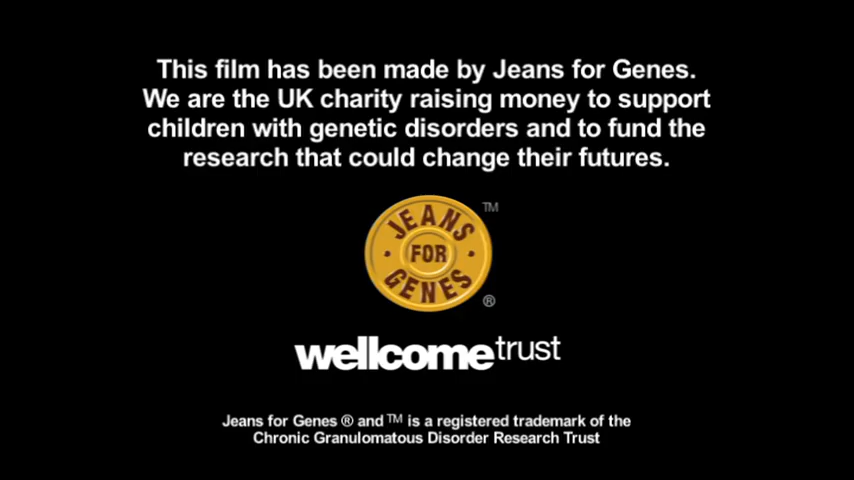 This film has been made by Jeans for Genes.
We are the UK charity raising money to support
children with genetic disorders and to fund the
research that could change their futures.
TM
JEANS
FOR
GENES
®
wellcometrust
Jeans for Genes ® and TM is a registered trademark of the
Chronic Granulomatous Disorder Research Trust